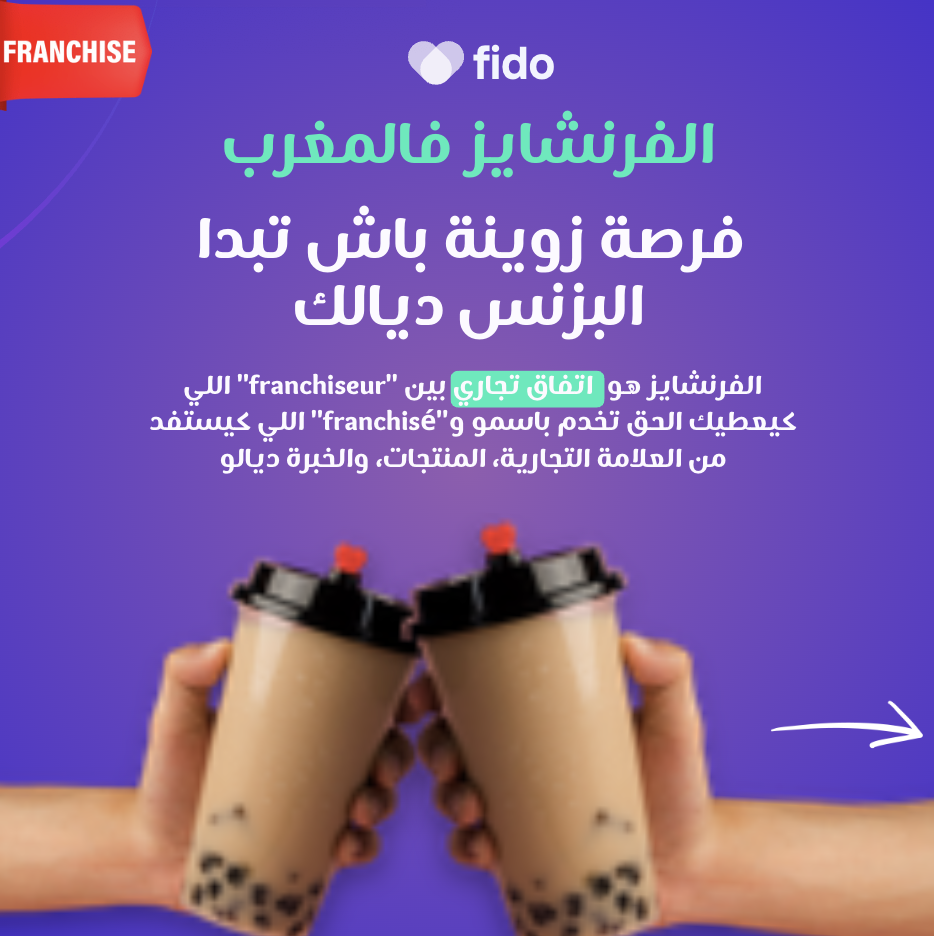 FRANCHISE
fido
الفرنشايز فالمغرب
فرصة زوينة باش تبدا
البزنس ديالك
الفرنشايز هو اتفاق تجاري بين "franchiseur" اللي
كيعطيك الحق تخدم باسمو و"franchisé" اللي كيستفد
من العلامة التجارية، المنتجات، والخبرة ديالو